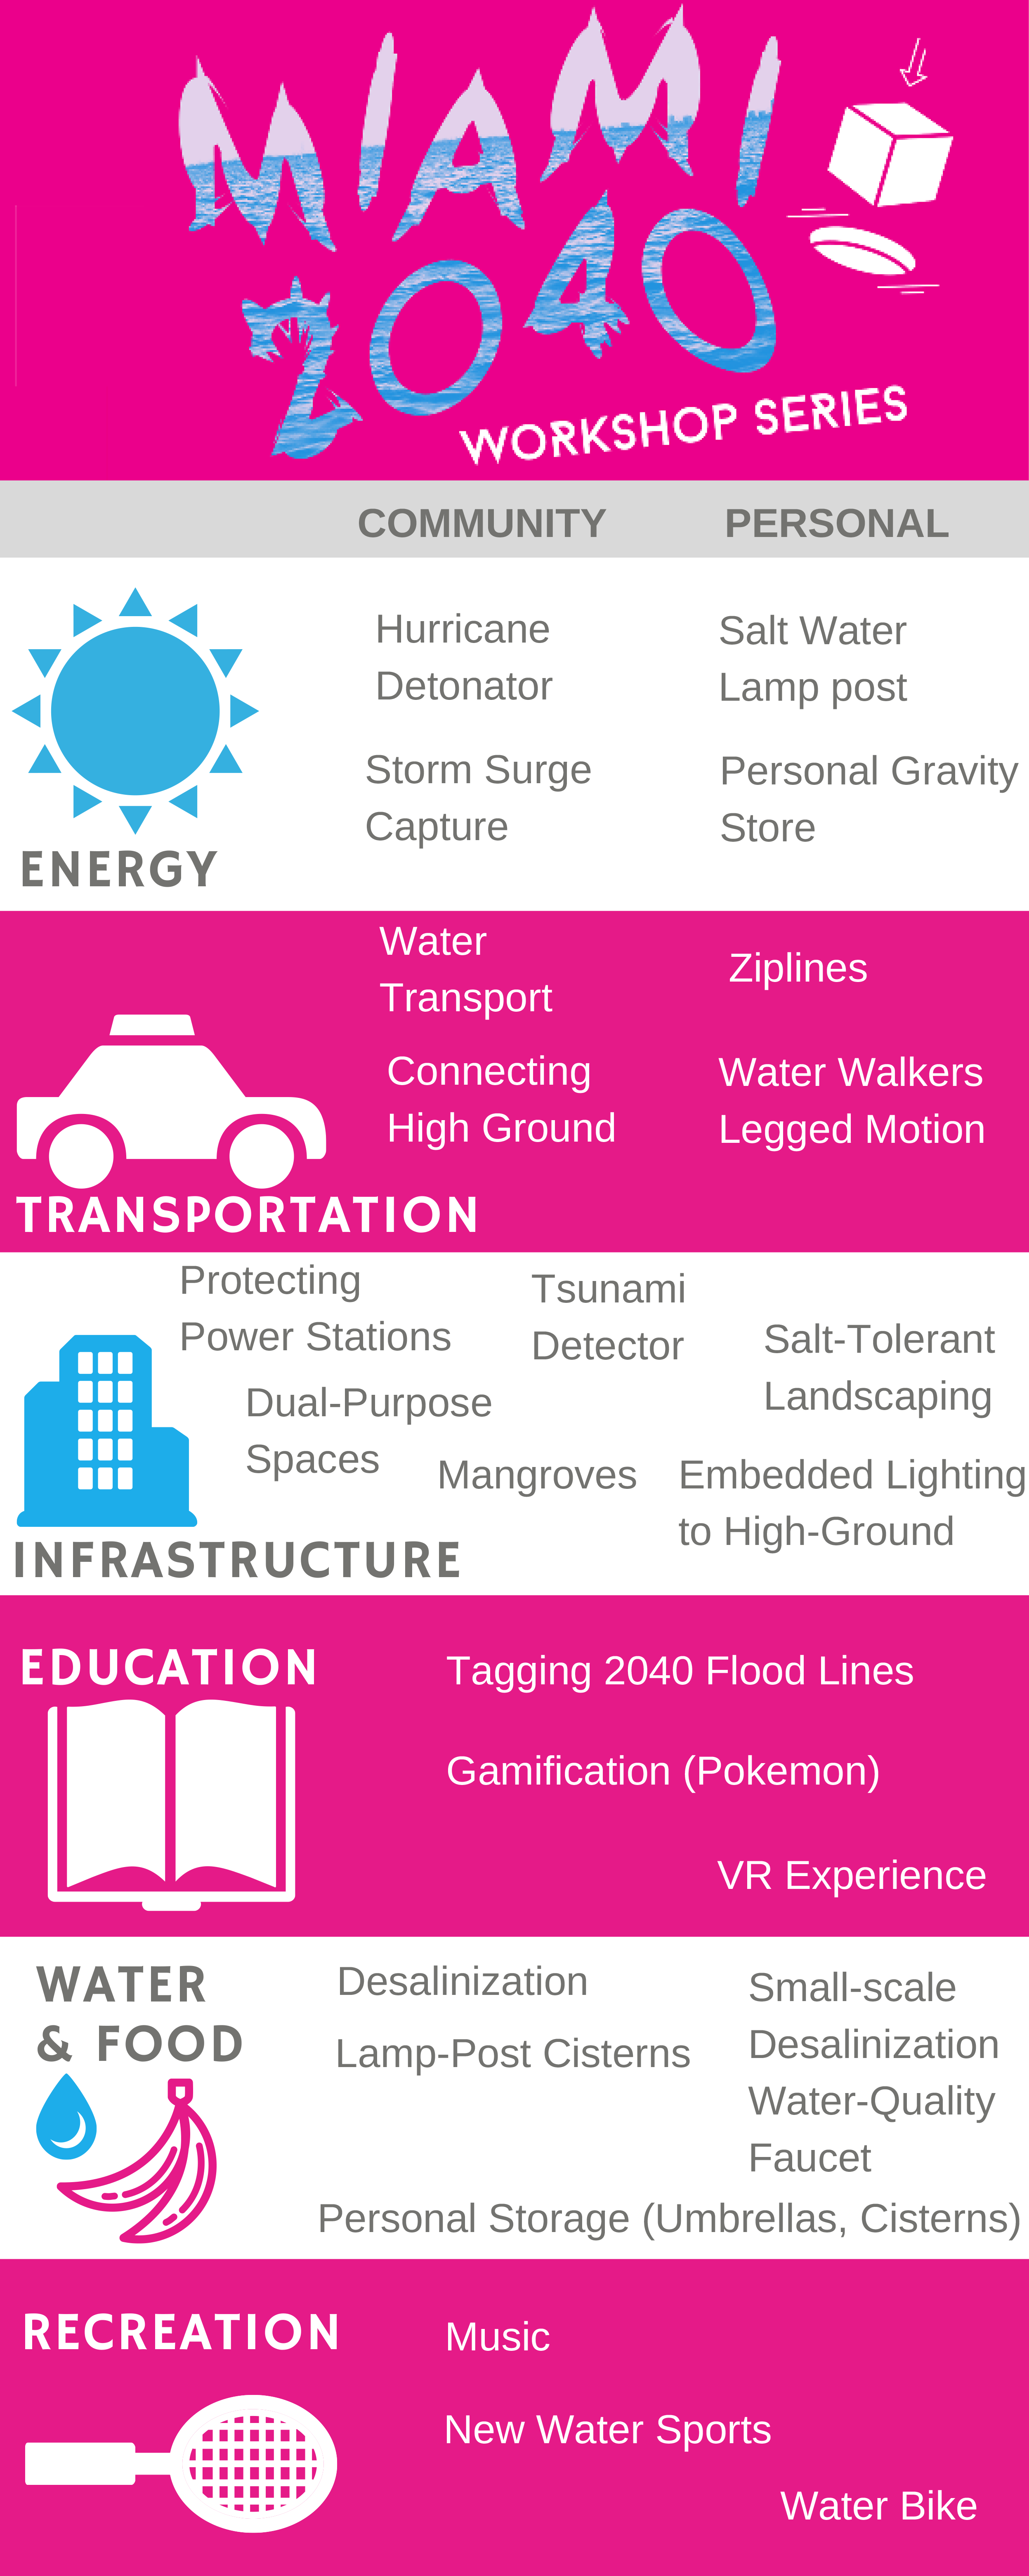 MIAMI
2040
WORKSHOP SERIES
COMMUNITY
PERSONAL
Hurricane
Detonator
Salt Water
Lamp post
Storm Surge
Capture
Personal Gravity
Store
ENERGY
Water
Transport
Ziplines
Connecting
High Ground
Water Walkers
Legged Motion
TRANSPORTATION
Protecting
Power Stations
Tsunami
Detector
Salt-Tolerant
Landscaping
Dual-Purpose
Spaces
Mangroves
Embedded Lighting
to High-Ground
INFRASTRUCTURE
EDUCATION
Tagging 2040 Flood Lines
Gamification (Pokemon)
VR Experience
WATER
& FOOD
Desalinization
Lamp-Post Cisterns
Small-scale
Desalinization
Water-Quality
Faucet
Personal Storage (Umbrellas, Cisterns)
RECREATION
Music
New Water Sports
Water Bike